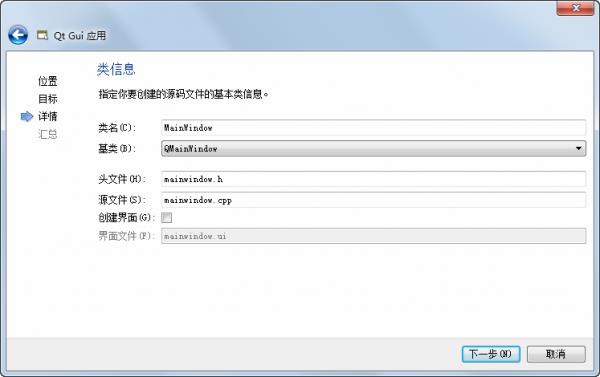 Qt Gui 应用
类信息
位置
指定你要创建的源码文件的基本类信息。
目标
详情
汇总
类名(C): MainWindow
基类(B): QMainWindow
头文件(H): mainwindow.h
源文件(S): mainwindow.cpp
创建界面(G):
界面文件(F): mainwindow.ui
下一步(N) 取消